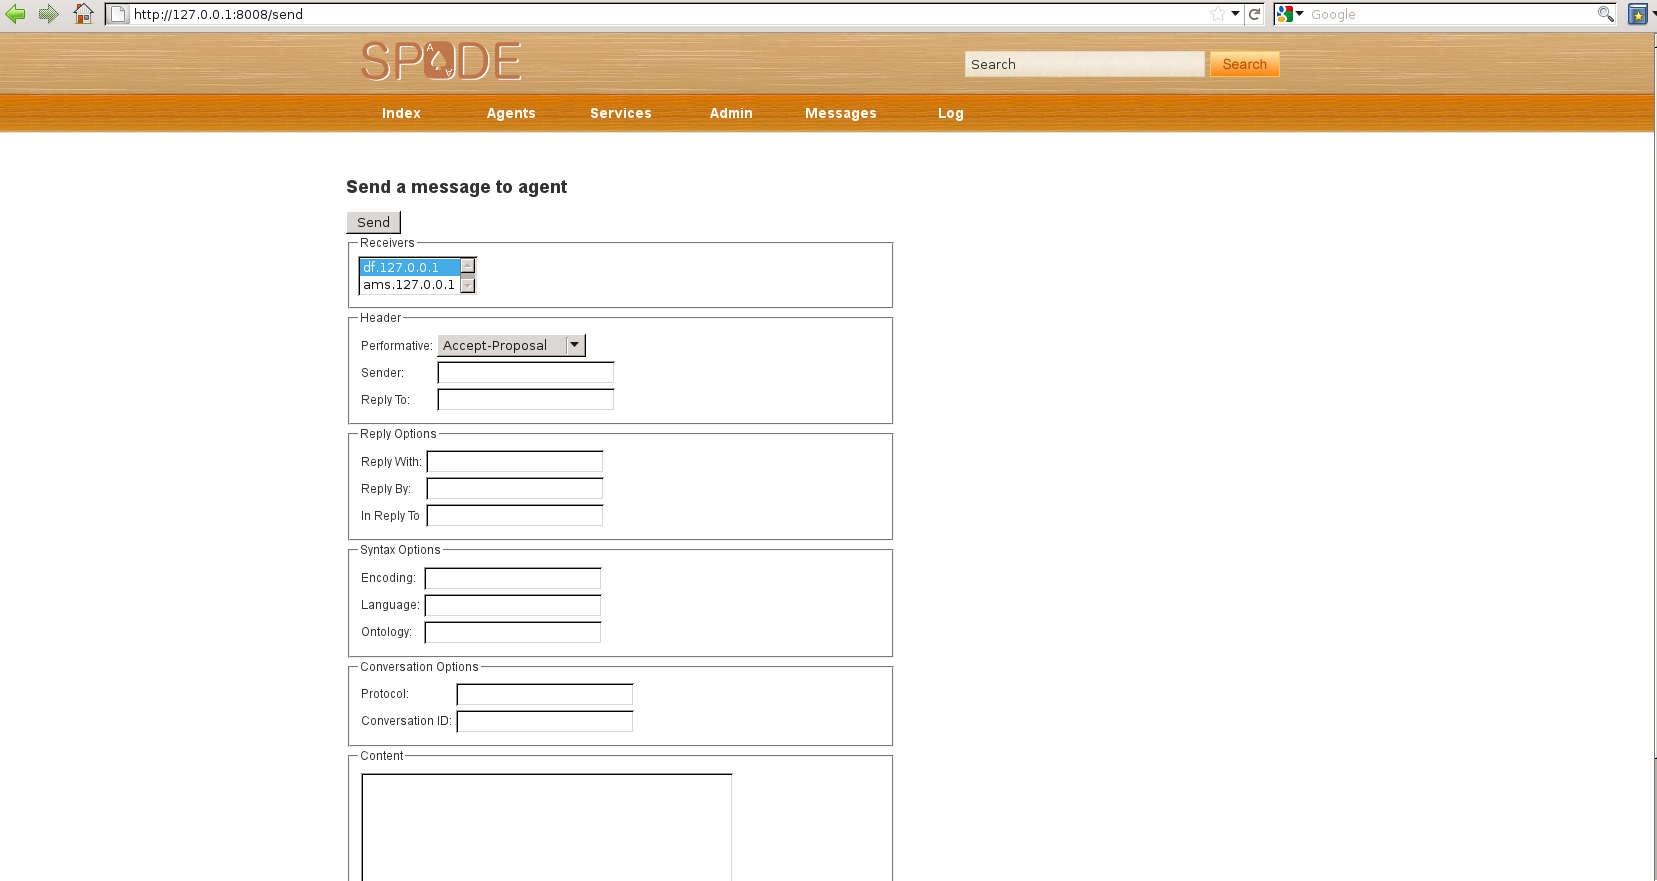 http://127.0.0.1:8008/send
Google
SPADE
Search
Search
Index Agents Services Admin Messages Log
Send a message to agent
Send
Receivers
df.127.0.0.1
ams.127.0.0.1
Header
Performative: Accept-Proposal
Sender:
Reply To:
Reply Options
Reply With:
Reply By:
In Reply To
Syntax Options
Encoding:
Language:
Ontology:
Conversation Options
Protocol:
Conversation ID:
Content